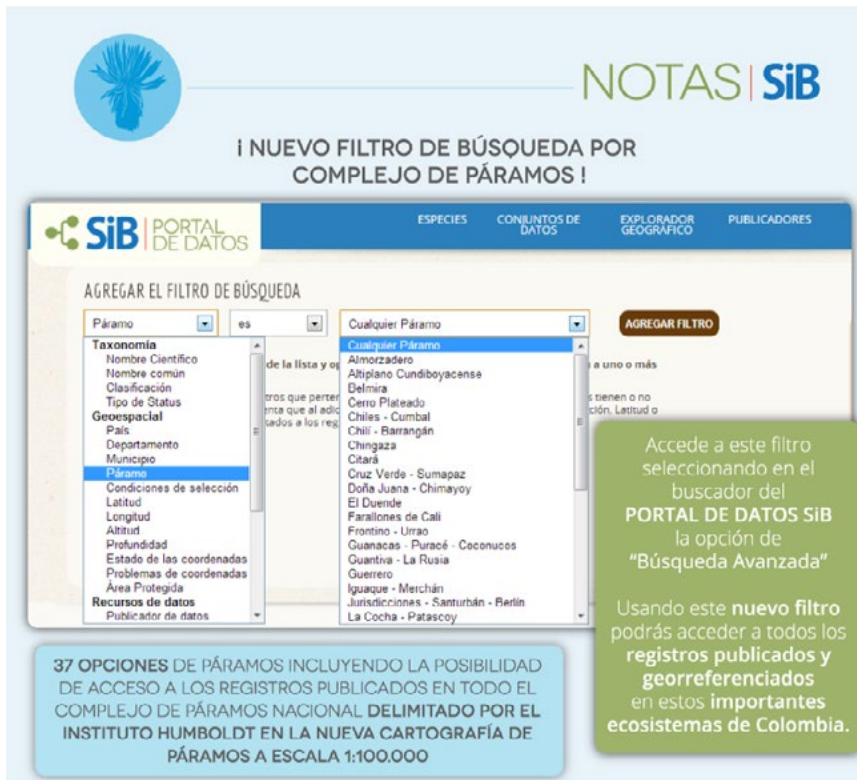 NOTAS | SiB
¡ NUEVO FILTRO DE BÚSQUEDA POR
COMPLEJO DE PÁRAMOS !
SiB | PORTAL
DE DATOS
ESPECIES
CONJUNTOS DE
DATOS
EXPLORADOR
GEOGRÁFICO
PUBLICADORES
AGREGAR EL FILTRO DE BÚSQUEDA
Páramo
es
Cualquier Páramo
AGREGAR FILTRO
Taxonomía
Nombre Científico
Nombre común
Clasificación
Tipo de Status
Geoespacial
País
Departamento
Municipio
Páramo
Condiciones de selección
Latitud
Longitud
Altitud
Profundidad
Estado de las coordenadas
Problemas de coordenadas
Área Protegida
Recursos de datos
Publicador de datos
de la lista y
a uno o más
tros que
s tienen o no
enta que al
ción. Latitud o
tados a los
Cualquier Páramo
Almorzadero
Altiplano Cundiboyacense
Belmira
Cerro Plateado
Chiles - Cumbal
Chilí - Barragán
Chingaza
Citará
Cruz Verde - Sumapaz
Doña Juana - Chimayoy
El Duende
Farallones de Cali
Frontino - Urrao
Guanacas - Puracé - Coconucos
Guantiva - La Rusia
Guerrero
Iguaque - Merchán
Jurisdicciones - Santurbán - Berlín
La Cocha - Patascoy
Accede a este filtro
seleccionando en el
buscador del
PORTAL DE DATOS SiB
la opción de
“Búsqueda Avanzada”
Usando este nuevo filtro
podrás acceder a todos los
registros publicados y
georreferenciados
en estos importantes
ecosistemas de Colombia.
37 OPCIONES DE PÁRAMOS INCLUYENDO LA POSIBILIDAD
DE ACCESO A LOS REGISTROS PUBLICADOS EN TODO EL
COMPLEJO DE PÁRAMOS NACIONAL DELIMITADO POR EL
INSTITUTO HUMBOLDT EN LA NUEVA CARTOGRAFÍA DE
PÁRAMOS A ESCALA 1:100.000